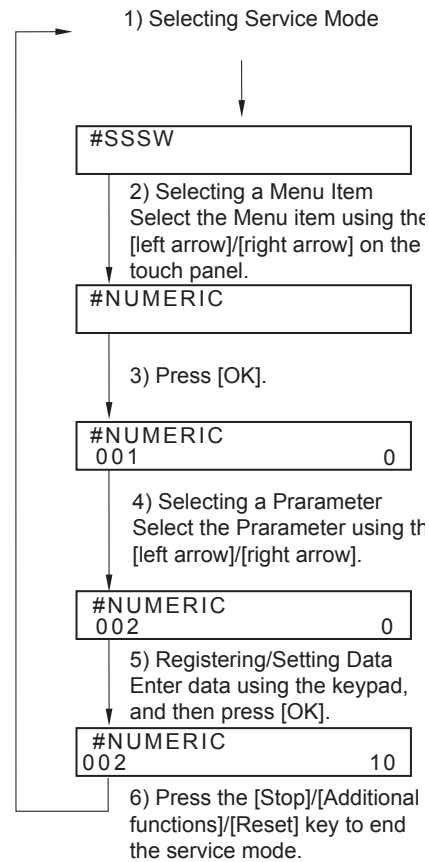 1) Selecting Service Mode
#SSSW
2) Selecting a Menu Item
Select the Menu item using the
[left arrow]/[right arrow] on the
touch panel.
#NUMERIC
3) Press [OK].
#NUMERIC
001 0
4) Selecting a Prarameter
Select the Prarameter using th
[left arrow]/[right arrow].
#NUMERIC
002 0
5) Registering/Setting Data
Enter data using the keypad,
and then press [OK].
#NUMERIC
002 10
6) Press the [Stop]/[Additional
functions]/[Reset] key to end
the service mode.